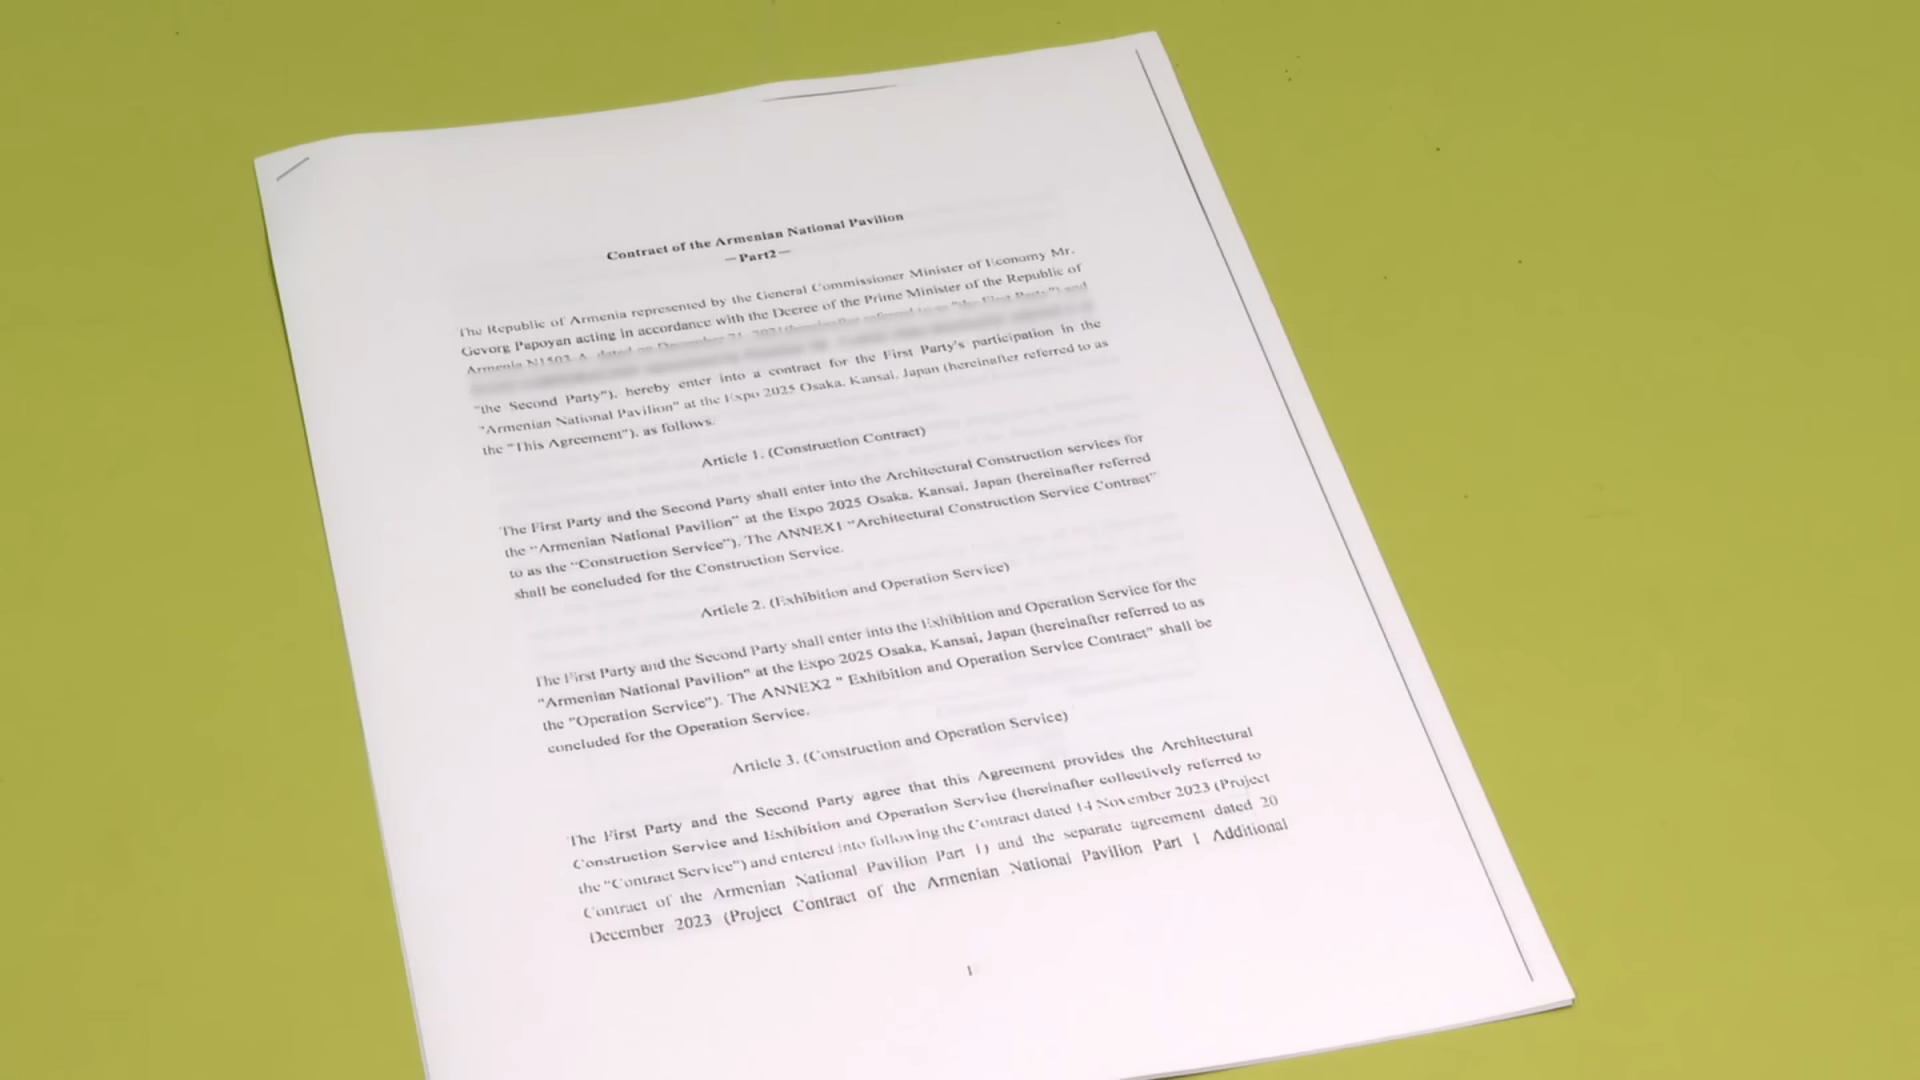 Contract of the Armenian National Pavilion
—Part2—
The Republic of Armenia represented by the General Commissioner Minister of Economy Mr.
Gevorg Papoyan acting in accordance with the Decree of the Prime Minister of the Republic of
Armenia N1503-A, dated on December
"the Second Party"), hereby enter into a contract for the First Party's participation in the
"Armenian National Pavilion" at the Expo 2025 Osaka, Kansai, Japan (hereinafter referred to as
the "This Agreement"), as follows.
Article 1. (Construction Contract)
The First Party and the Second Party shall enter into the Architectural Construction services for
the "Armenian National Pavilion" at the Expo 2025 Osaka, Kansai, Japan (hereinafter referred
to as the "Construction Service"). The ANNEX1 "Architectural Construction Service Contract"
shall be concluded for the Construction Service.
Article 2. (Exhibition and Operation Service)
The First Party and the Second Party shall enter into the Exhibition and Operation Service for the
"Armenian National Pavilion" at the Expo 2025 Osaka, Kansai, Japan (hereinafter referred to as
the "Operation Service"). The ANNEX2 " Exhibition and Operation Service Contract" shall be
concluded for the Operation Service.
Article 3. (Construction and Operation Service)
The First Party and the Second Party agree that this Agreement provides the Architectural
Construction Service and Exhibition and Operation Service (hereinafter collectively referred to
the "Contract Service") and entered into following the Contract dated 14 November 2023 (Project
Contract of the Armenian National Pavilion Part 1) and the separate agreement dated 20
December 2023 (Project Contract of the Armenian National Pavilion Part 1 Additional
1